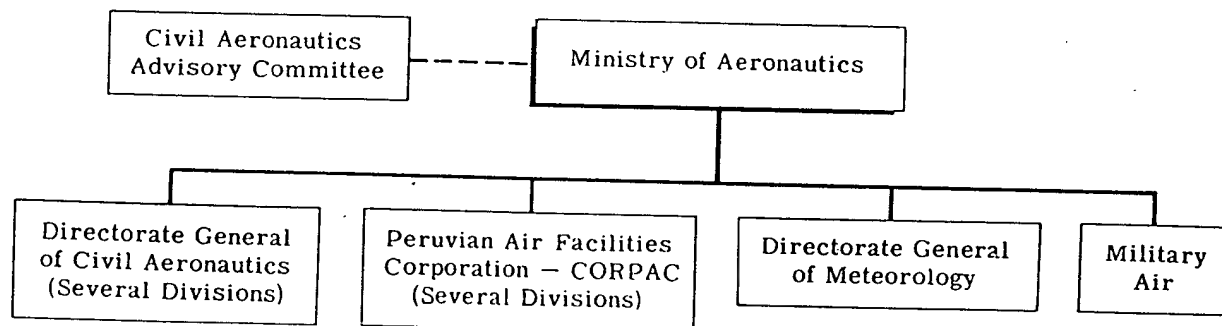 Civil Aeronautics
Advisory Committee
Ministry of Aeronautics
Directorate General
of Civil Aeronautics
(Several Divisions)
Peruvian Air Facilities
Corporation — CORPAC
(Several Divisions)
Directorate General
of Meteorology
Military
Air